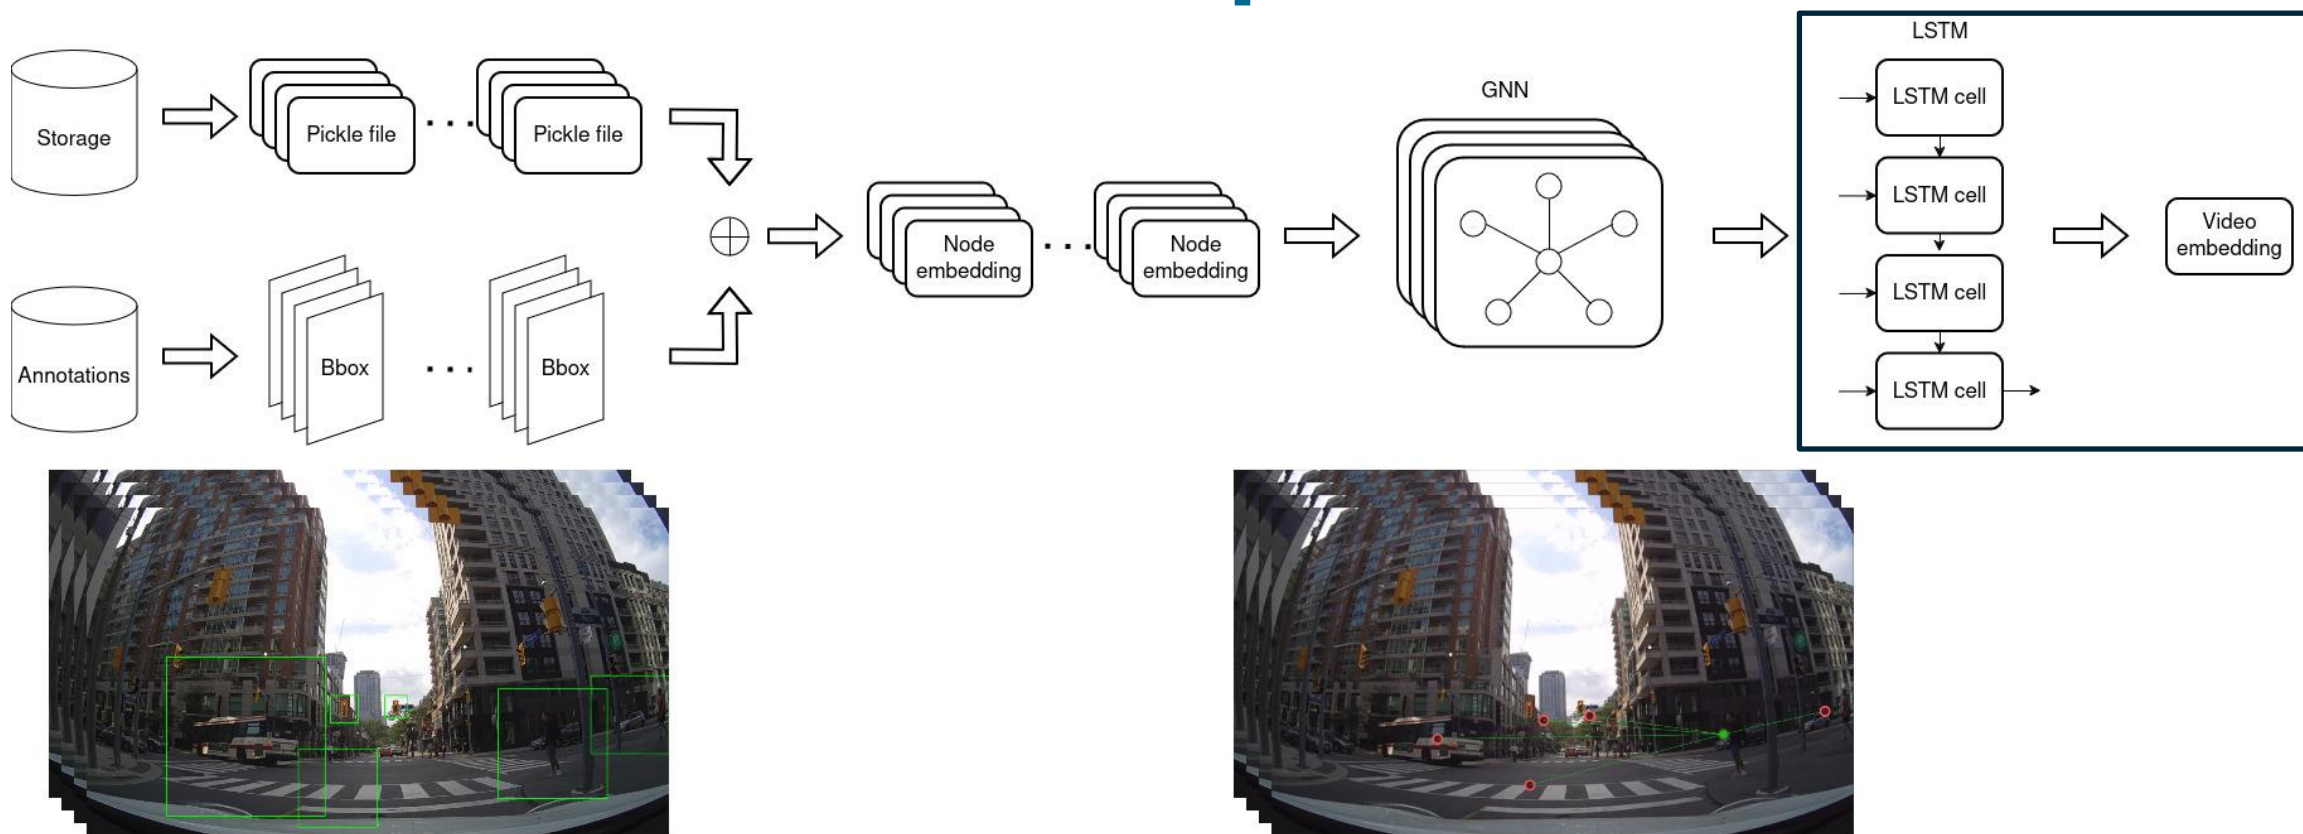 LSTM
Storage
Pickle file
Pickle file
GNN
LSTM cell
LSTM cell
LSTM cell
LSTM cell
Annotations
Bbox
Bbox
Node
embedding
Node
embedding
Video
embedding